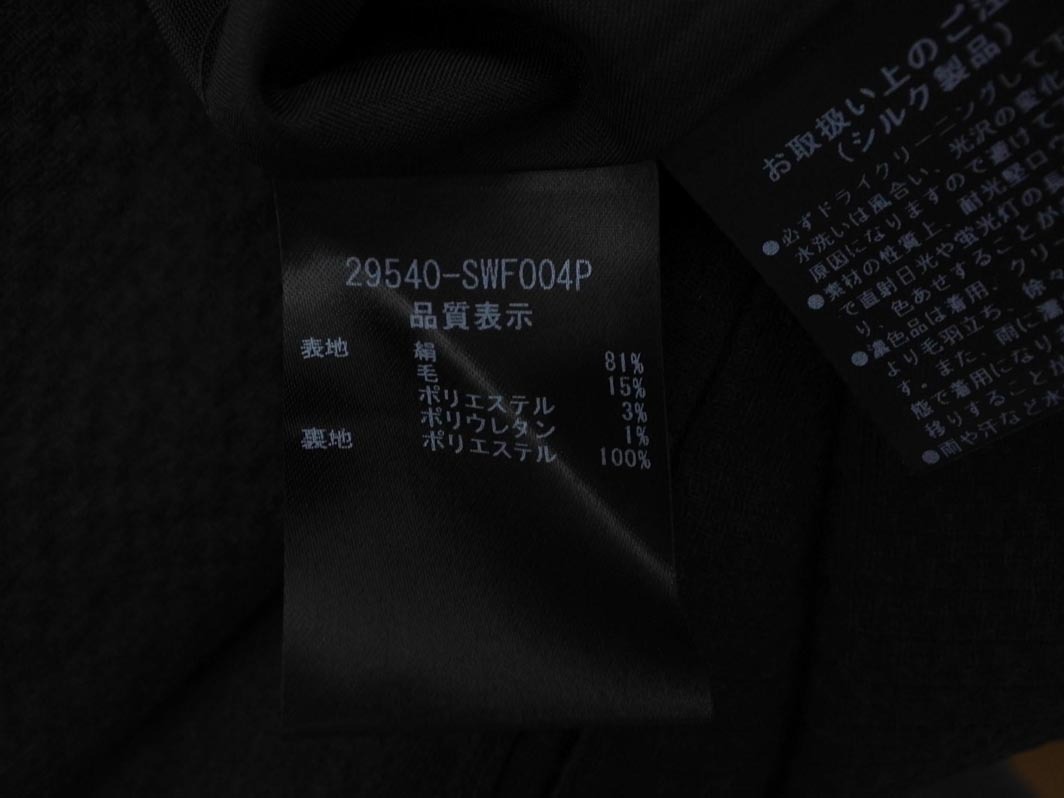 29540-SWF004P
品質表示
表地 絹 81%
毛 15%
ポリエステル 3%
ポリウレタン 1%
裏地 ポリエステル 100%
お取扱い上のご注
(シルク製品)
●必ずドライクリーニングして下
水洗いは風合い、光沢の変化
原因になりますので避けて
●素材の性質上、耐光堅ロウ
で直射日光や蛍光灯の長
り、色あせすることが
●濃色品は着用、クリー
より毛羽立ち、徐々
す。また、雨に濡
態で着用になり
移りすることが
●雨や汗など水